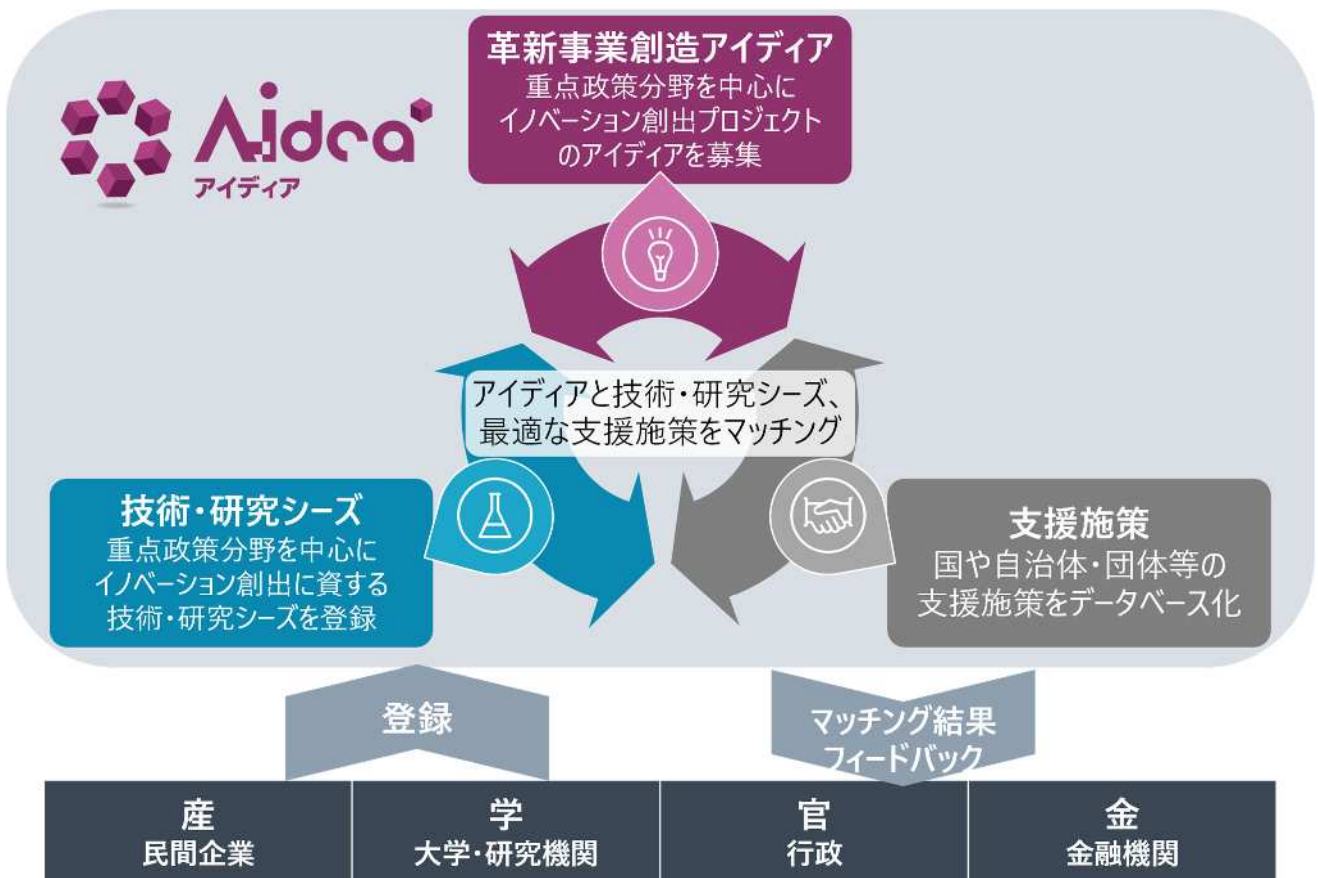 革新事業創造アイディア
重点政策分野を中心に
イノベーション創出プロジェクト
のアイディアを募集
Aidea
アイディア
アイディアと技術・研究シーズ、
最適な支援施策をマッチング
技術・研究シーズ
重点政策分野を中心に
イノベーション創出に資する
技術・研究シーズを登録
支援施策
国や自治体・団体等の
支援施策をデータベース化
登録
マッチング結果
フィードバック
産
民間企業
学
大学・研究機関
官
行政
金
金融機関